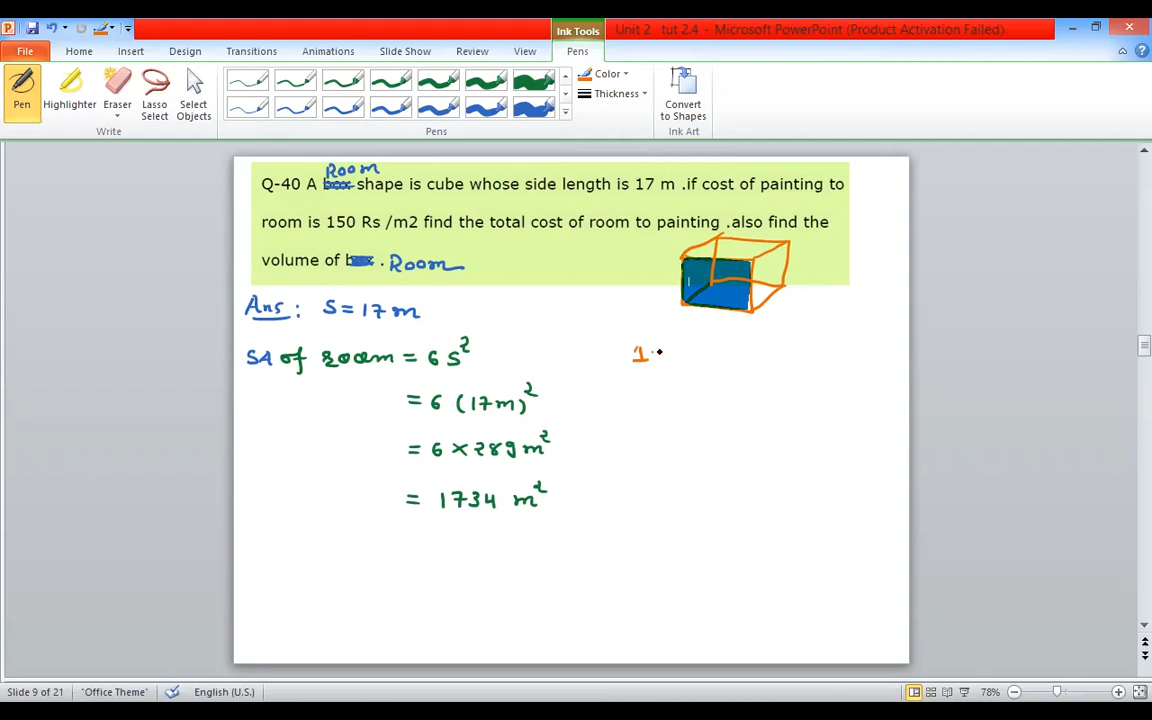 Unit 2 tut 2.4 - Microsoft PowerPoint (Product Activation Failed)
Ink Tools
File Home Insert Design Transitions Animations Slide Show Review View Pens
Pen Highlighter Eraser Lasso Select Select Objects
Color
Thickness
Convert to Shapes
Write Pens Ink Art
Room
Q-40 A shape is cube whose side length is 17 m .if cost of painting to
room is 150 Rs /m2 find the total cost of room to painting .also find the
volume of . Room
Ans : S = 17 m
SA of room = 6 S²
1
= 6 (17m)²
= 6 × 289 m²
= 1734 m²
Slide 9 of 21 "Office Theme" English (U.S.) 78%